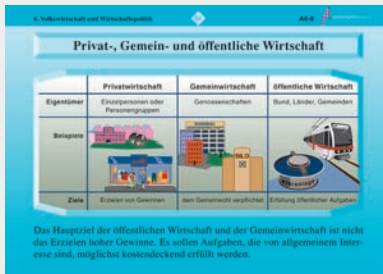 6. Volkswirtschaft und Wirtschaftspolitik
Privat-, Gemein- und öffentliche Wirtschaft
Privatwirtschaft Gemeinwirtschaft öffentliche Wirtschaft
Eigentümer Einzelpersonen oder Personengruppen Genossenschaften Bund, Länder, Gemeinden
Beispiele
SILO
Ziele Erzielen von Gewinnen dem Gemeinwohl verpflichtet Erfüllung öffentlicher Aufgaben
Das Hauptziel der öffentlichen Wirtschaft und der Gemeinwirtschaft ist nicht
das Erzielen hoher Gewinne. Es sollen Aufgaben, die von allgemeinem Inter-
esse sind, möglichst kostendeckend erfüllt werden.